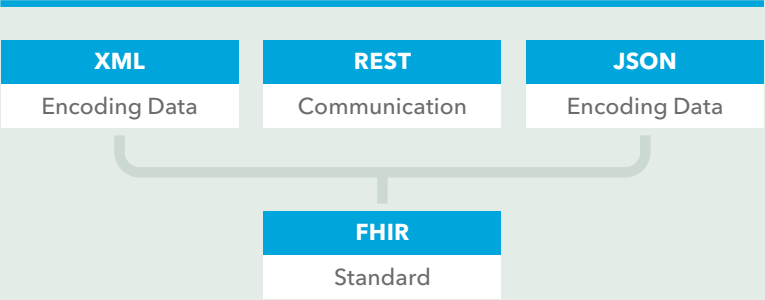 XML
Encoding Data
REST
Communication
JSON
Encoding Data
FHIR
Standard